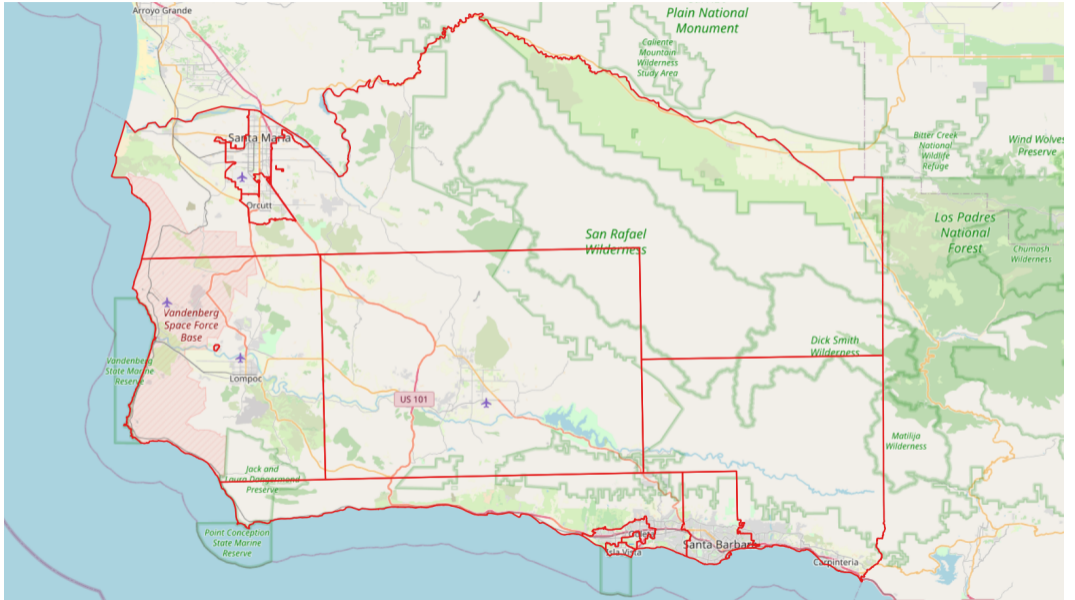 Arroyo Grande
Plain National
Monument
Caliente
Mountain
Wilderness
Study Area
Santa Maria
Bitter Creek
National
Wildlife
Refuge
Wind Wolves
Preserve
Orcutt
San Rafael
Wilderness
Los Padres
National
Forest
Chumash
Wilderness
Vandenberg
Space Force
Base
Vandenberg
State Marine
Reserve
Dick Smith
Wilderness
Lompoc
US 101
Matilija
Wilderness
Jack and
Laura Dangermond
Preserve
Point Conception
State Marine
Reserve
Isla Vista
Santa Barbar
Carpinteria